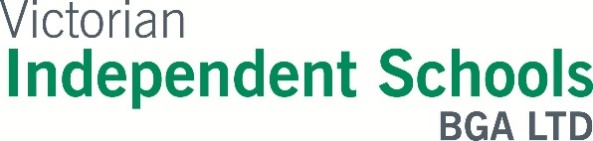 Victorian
Independent Schools
BGA LTD